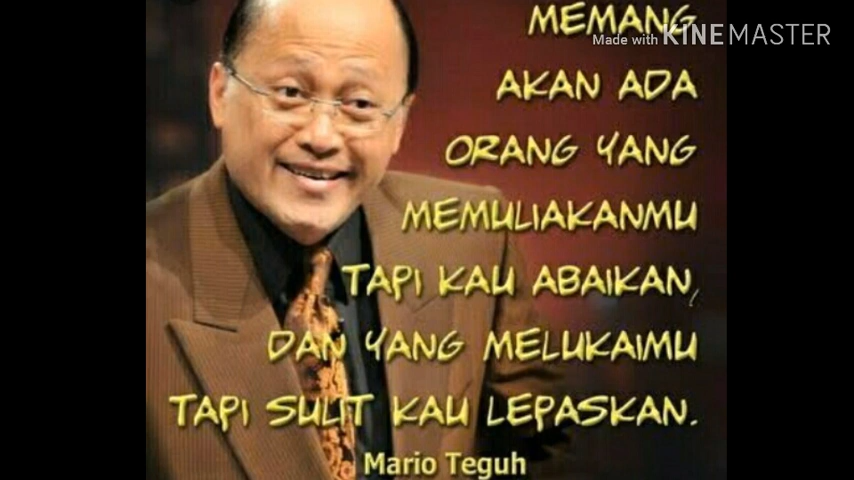 MEMANG
Made with KINEMASTER
AKAN ADA
ORANG YANG
MEMULIAKANMU
TAPI KAU ABAIKAN,
DAN YANG MELUKAIMU
TAPI SULIT KAU LEPASKAN.
Mario Teguh